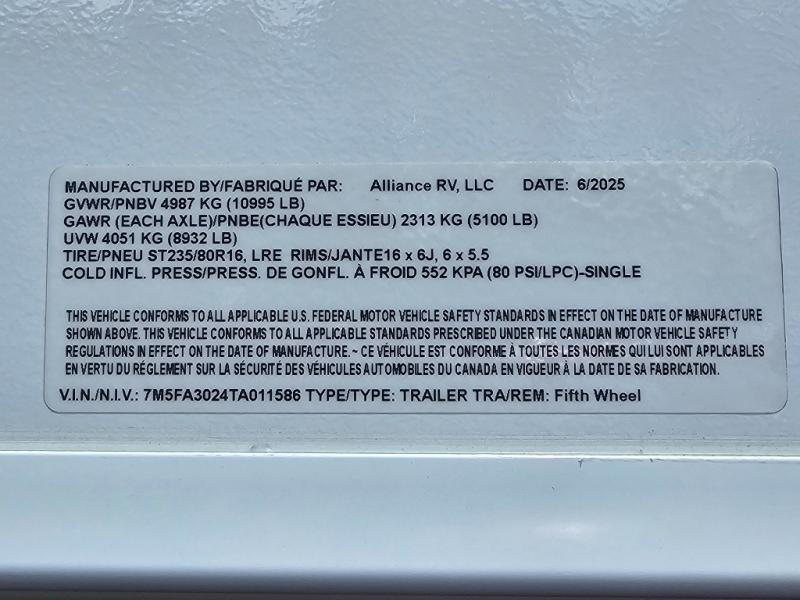 MANUFACTURED BY/FABRIQUÉ PAR: Alliance RV, LLC DATE: 6/2025
GVWR/PNBV 4987 KG (10995 LB)
GAWR (EACH AXLE)/PNBE(CHAQUE ESSIEU) 2313 KG (5100 LB)
UVW 4051 KG (8932 LB)
TIRE/PNEU ST235/80R16, LRE RIMS/JANTE16 x 6J, 6 x 5.5
COLD INFL. PRESS/PRESS. DE GONFL. À FROID 552 KPA (80 PSI/LPC)-SINGLE
THIS VEHICLE CONFORMS TO ALL APPLICABLE U.S. FEDERAL MOTOR VEHICLE SAFETY STANDARDS IN EFFECT ON THE DATE OF MANUFACTURE
SHOWN ABOVE. THIS VEHICLE CONFORMS TO ALL APPLICABLE STANDARDS PRESCRIBED UNDER THE CANADIAN MOTOR VEHICLE SAFETY
REGULATIONS IN EFFECT ON THE DATE OF MANUFACTURE. ~ CE VÉHICULE EST CONFORME À TOUTES LES NORMES QUI LUI SONT APPLICABLES
EN VERTU DU RÉGLEMENT SUR LA SÉCURITÉ DES VÉHICULES AUTOMOBILES DU CANADA EN VIGUEUR À LA DATE DE SA FABRICATION.
V.I.N./N.I.V.: 7M5FA3024TA011586 TYPE/TYPE: TRAILER TRA/REM: Fifth Wheel